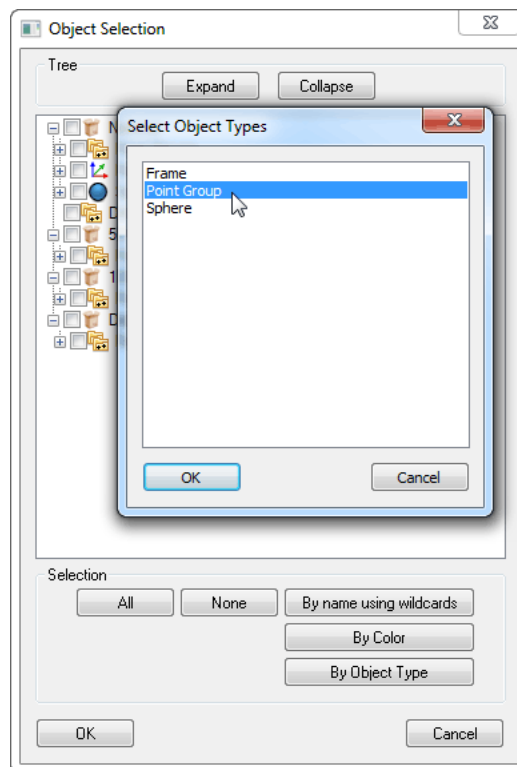 Object Selection
Tree
Expand
Collapse
Select Object Types
Frame
Point Group
Sphere
OK
Cancel
Selection
All
None
By name using wildcards
By Color
By Object Type
OK
Cancel